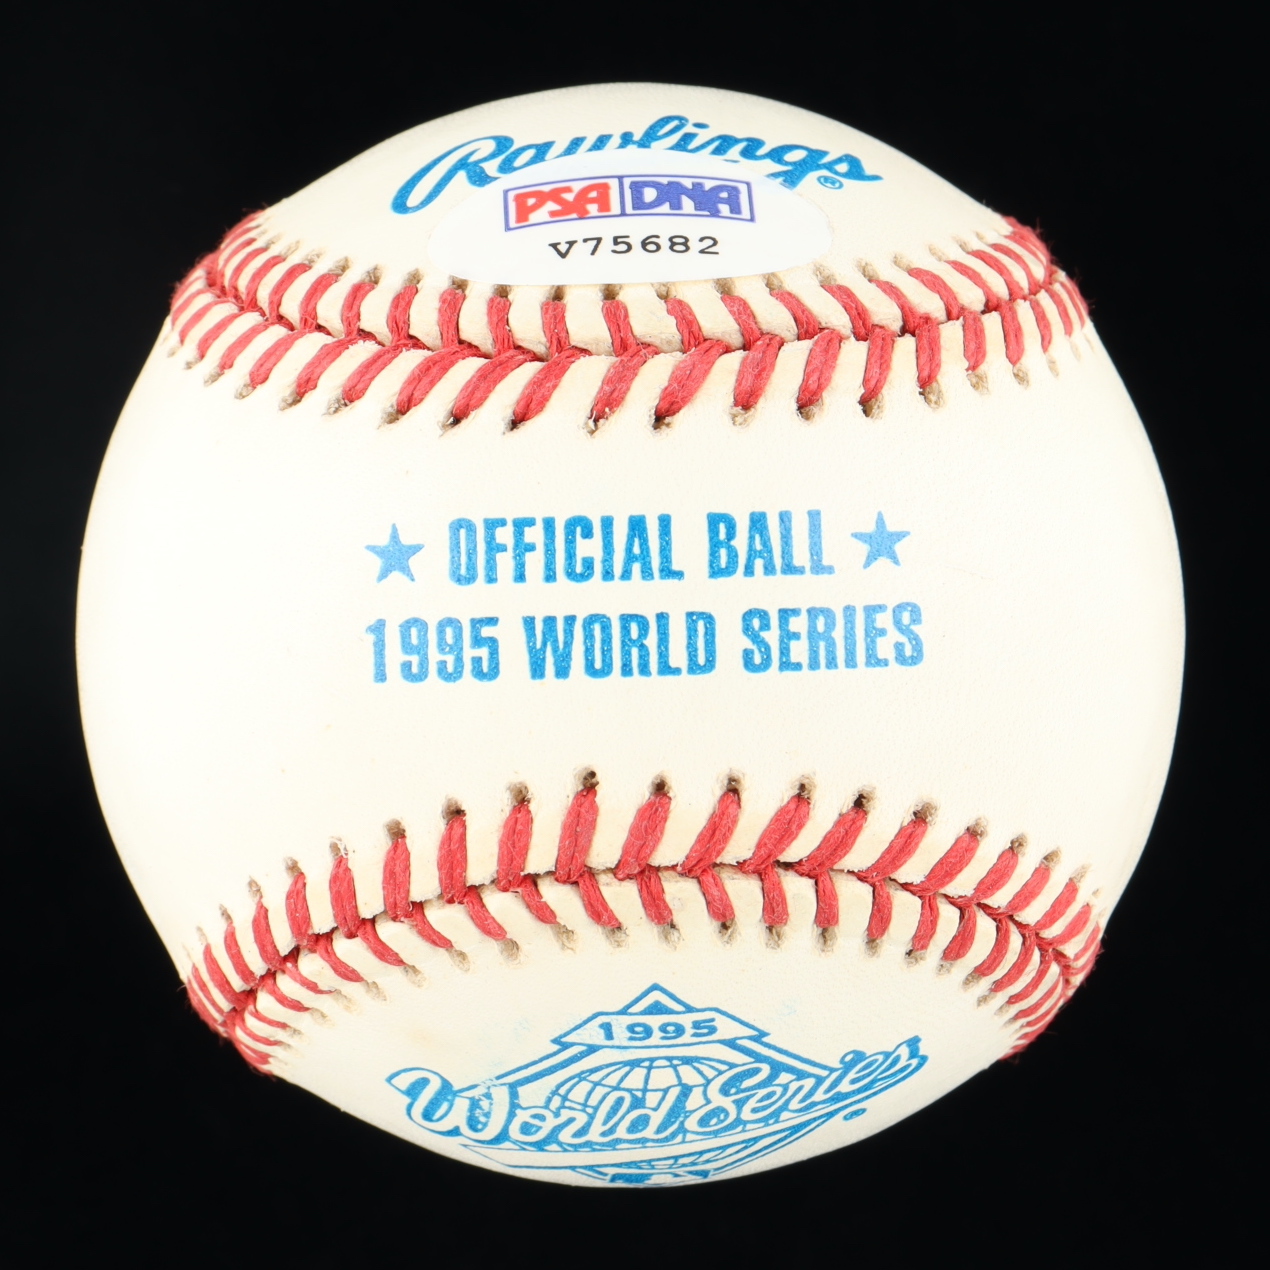 Rawlings®
PSA DNA
V75682
★ OFFICIAL BALL ★
1995 WORLD SERIES
1995
World Series